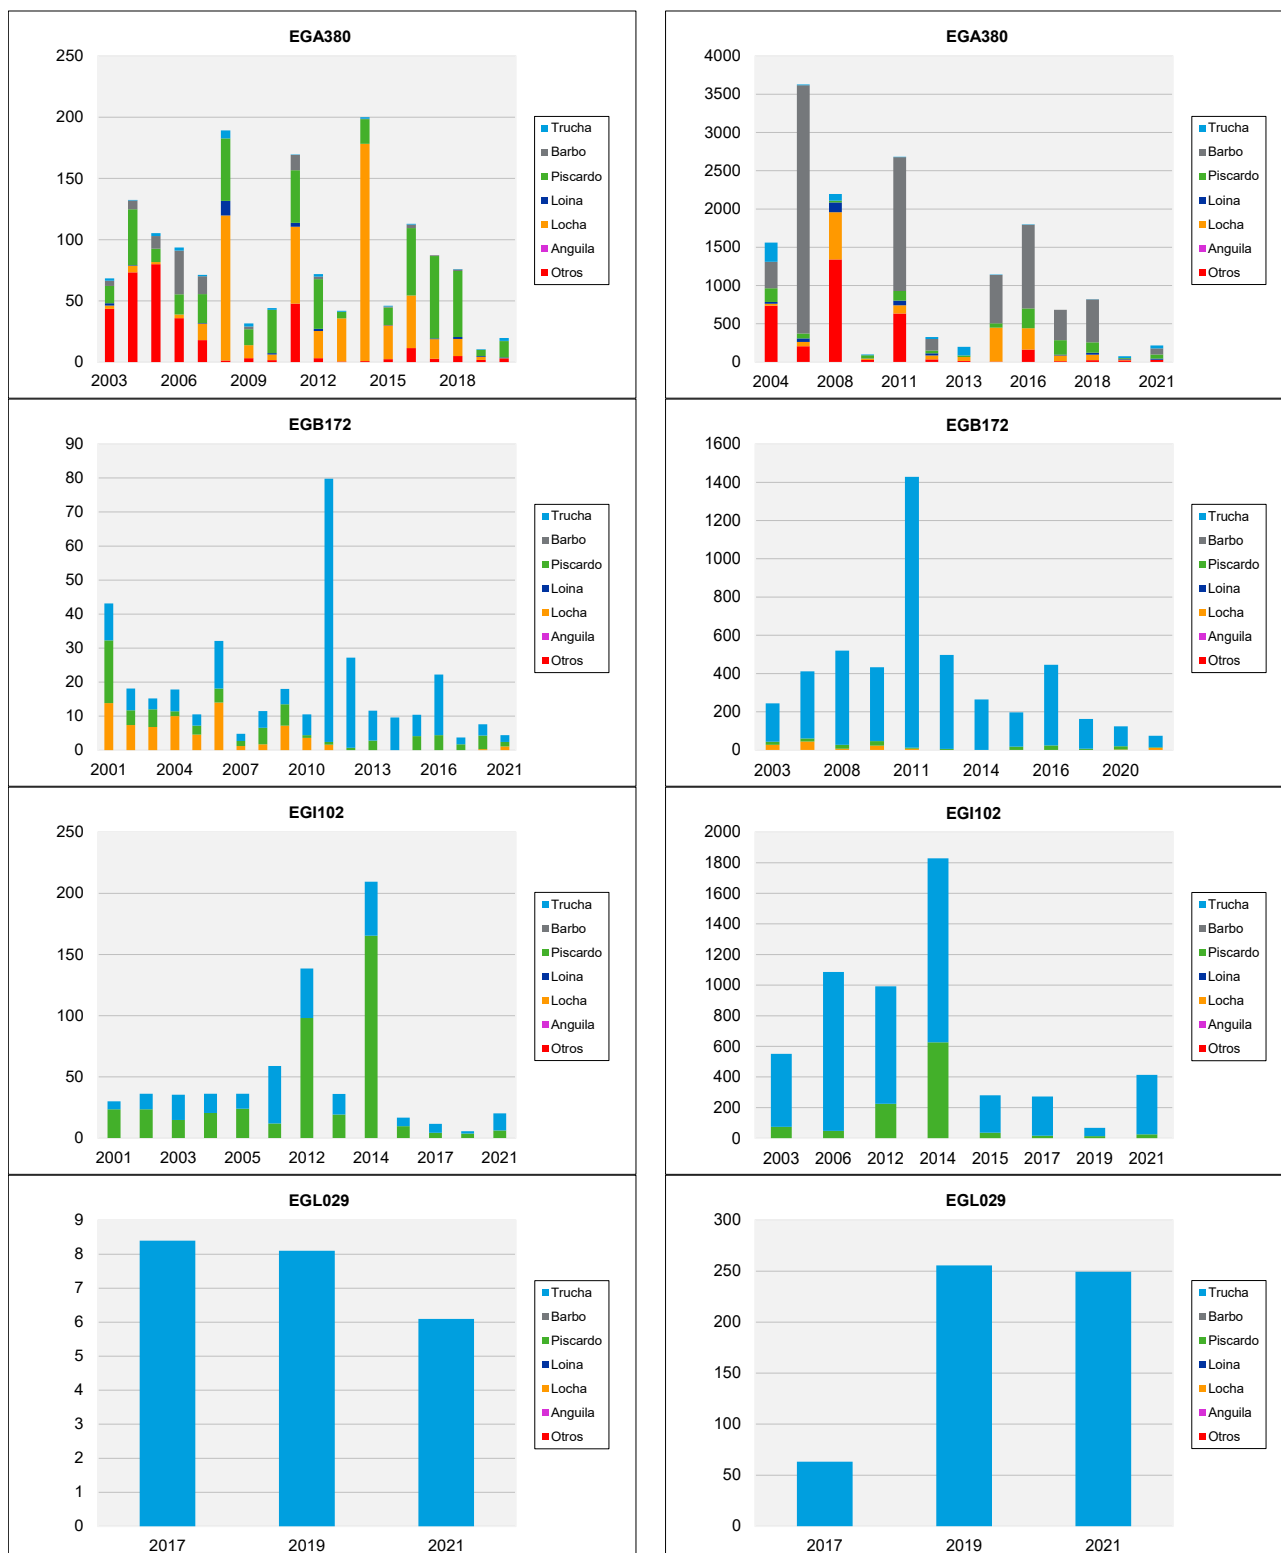 EGA380
250
200
150
100
50
0
2003 2006 2009 2012 2015 2018
Trucha
Barbo
Piscardo
Loina
Locha
Anguila
Otros
EGA380
4000
3500
3000
2500
2000
1500
1000
500
0
2004 2008 2011 2013 2016 2018 2021
Trucha
Barbo
Piscardo
Loina
Locha
Anguila
Otros
EGB172
90
80
70
60
50
40
30
20
10
0
2001 2004 2007 2010 2013 2016 2021
Trucha
Barbo
Piscardo
Loina
Locha
Anguila
Otros
EGB172
1600
1400
1200
1000
800
600
400
200
0
2003 2008 2011 2014 2016 2020
Trucha
Barbo
Piscardo
Loina
Locha
Anguila
Otros
EGI102
250
200
150
100
50
0
2001 2003 2005 2012 2014 2017 2021
Trucha
Barbo
Piscardo
Loina
Locha
Anguila
Otros
EGI102
2000
1800
1600
1400
1200
1000
800
600
400
200
0
2003 2006 2012 2014 2015 2017 2019 2021
Trucha
Barbo
Piscardo
Loina
Locha
Anguila
Otros
EGL029
9
8
7
6
5
4
3
2
1
0
2017 2019 2021
Trucha
Barbo
Piscardo
Loina
Locha
Anguila
Otros
EGL029
300
250
200
150
100
50
0
2017 2019 2021
Trucha
Barbo
Piscardo
Loina
Locha
Anguila
Otros